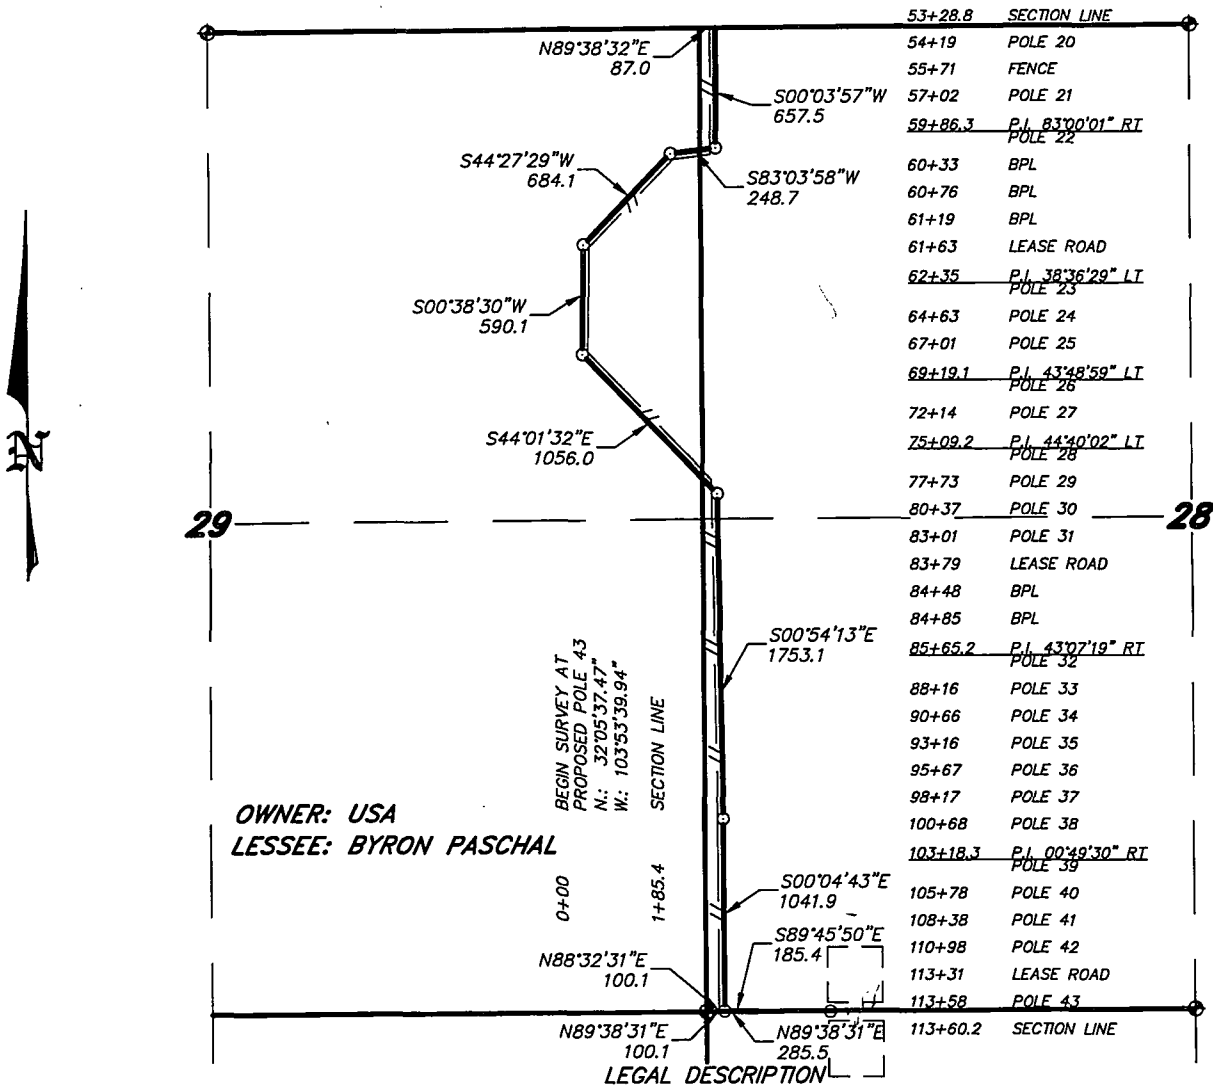 N89°38'32"E
87.0
S00°03'57"W
657.5
S44°27'29"W
684.1
S83°03'58"W
248.7
S00°38'30"W
590.1
S44°01'32"E
1056.0
N
29
28
S00°54'13"E
1753.1
0+00 BEGIN SURVEY AT
PROPOSED POLE 43
N.: 32°05'37.47"
W.: 103°53'39.94"
1+85.4 SECTION LINE
OWNER: USA
LESSEE: BYRON PASCHAL
S00°04'43"E
1041.9
S89°45'50"E
185.4
N88°32'31"E
100.1
N89°38'31"E
100.1
N89°38'31"E
285.5
LEGAL DESCRIPTION
53+28.8 SECTION LINE
54+19 POLE 20
55+71 FENCE
57+02 POLE 21
59+86.3 P.I. 83°00'01" RT
POLE 22
60+33 BPL
60+76 BPL
61+19 BPL
61+63 LEASE ROAD
62+35 P.I. 38°36'29" LT
POLE 23
64+63 POLE 24
67+01 POLE 25
69+19.1 P.I. 43°48'59" LT
POLE 26
72+14 POLE 27
75+09.2 P.I. 44°40'02" LT
POLE 28
77+73 POLE 29
80+37 POLE 30
83+01 POLE 31
83+79 LEASE ROAD
84+48 BPL
84+85 BPL
85+65.2 P.I. 43°07'19" RT
POLE 32
88+16 POLE 33
90+66 POLE 34
93+16 POLE 35
95+67 POLE 36
98+17 POLE 37
100+68 POLE 38
103+18.3 P.I. 00°49'30" RT
POLE 39
105+78 POLE 40
108+38 POLE 41
110+98 POLE 42
113+31 LEASE ROAD
113+58 POLE 43
113+60.2 SECTION LINE